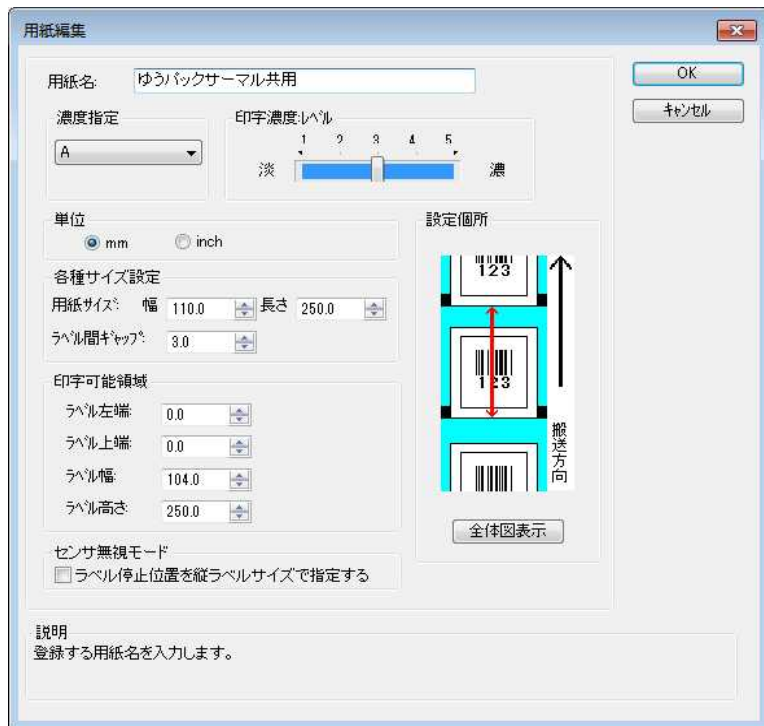 用紙編集
用紙名: ゆうパックサーマル共用
OK
キャンセル
濃度指定
A
印字濃度:レベル
1 2 3 4 5
淡 濃
単位
mm inch
設定個所
123
123
搬送方向
全体図表示
各種サイズ設定
用紙サイズ: 幅 110.0 長さ 250.0
ラベル間ギャップ: 3.0
印字可能領域
ラベル左端: 0.0
ラベル上端: 0.0
ラベル幅: 104.0
ラベル高さ: 250.0
センサ無視モード
ラベル停止位置を縦ラベルサイズで指定する
説明
登録する用紙名を入力します。